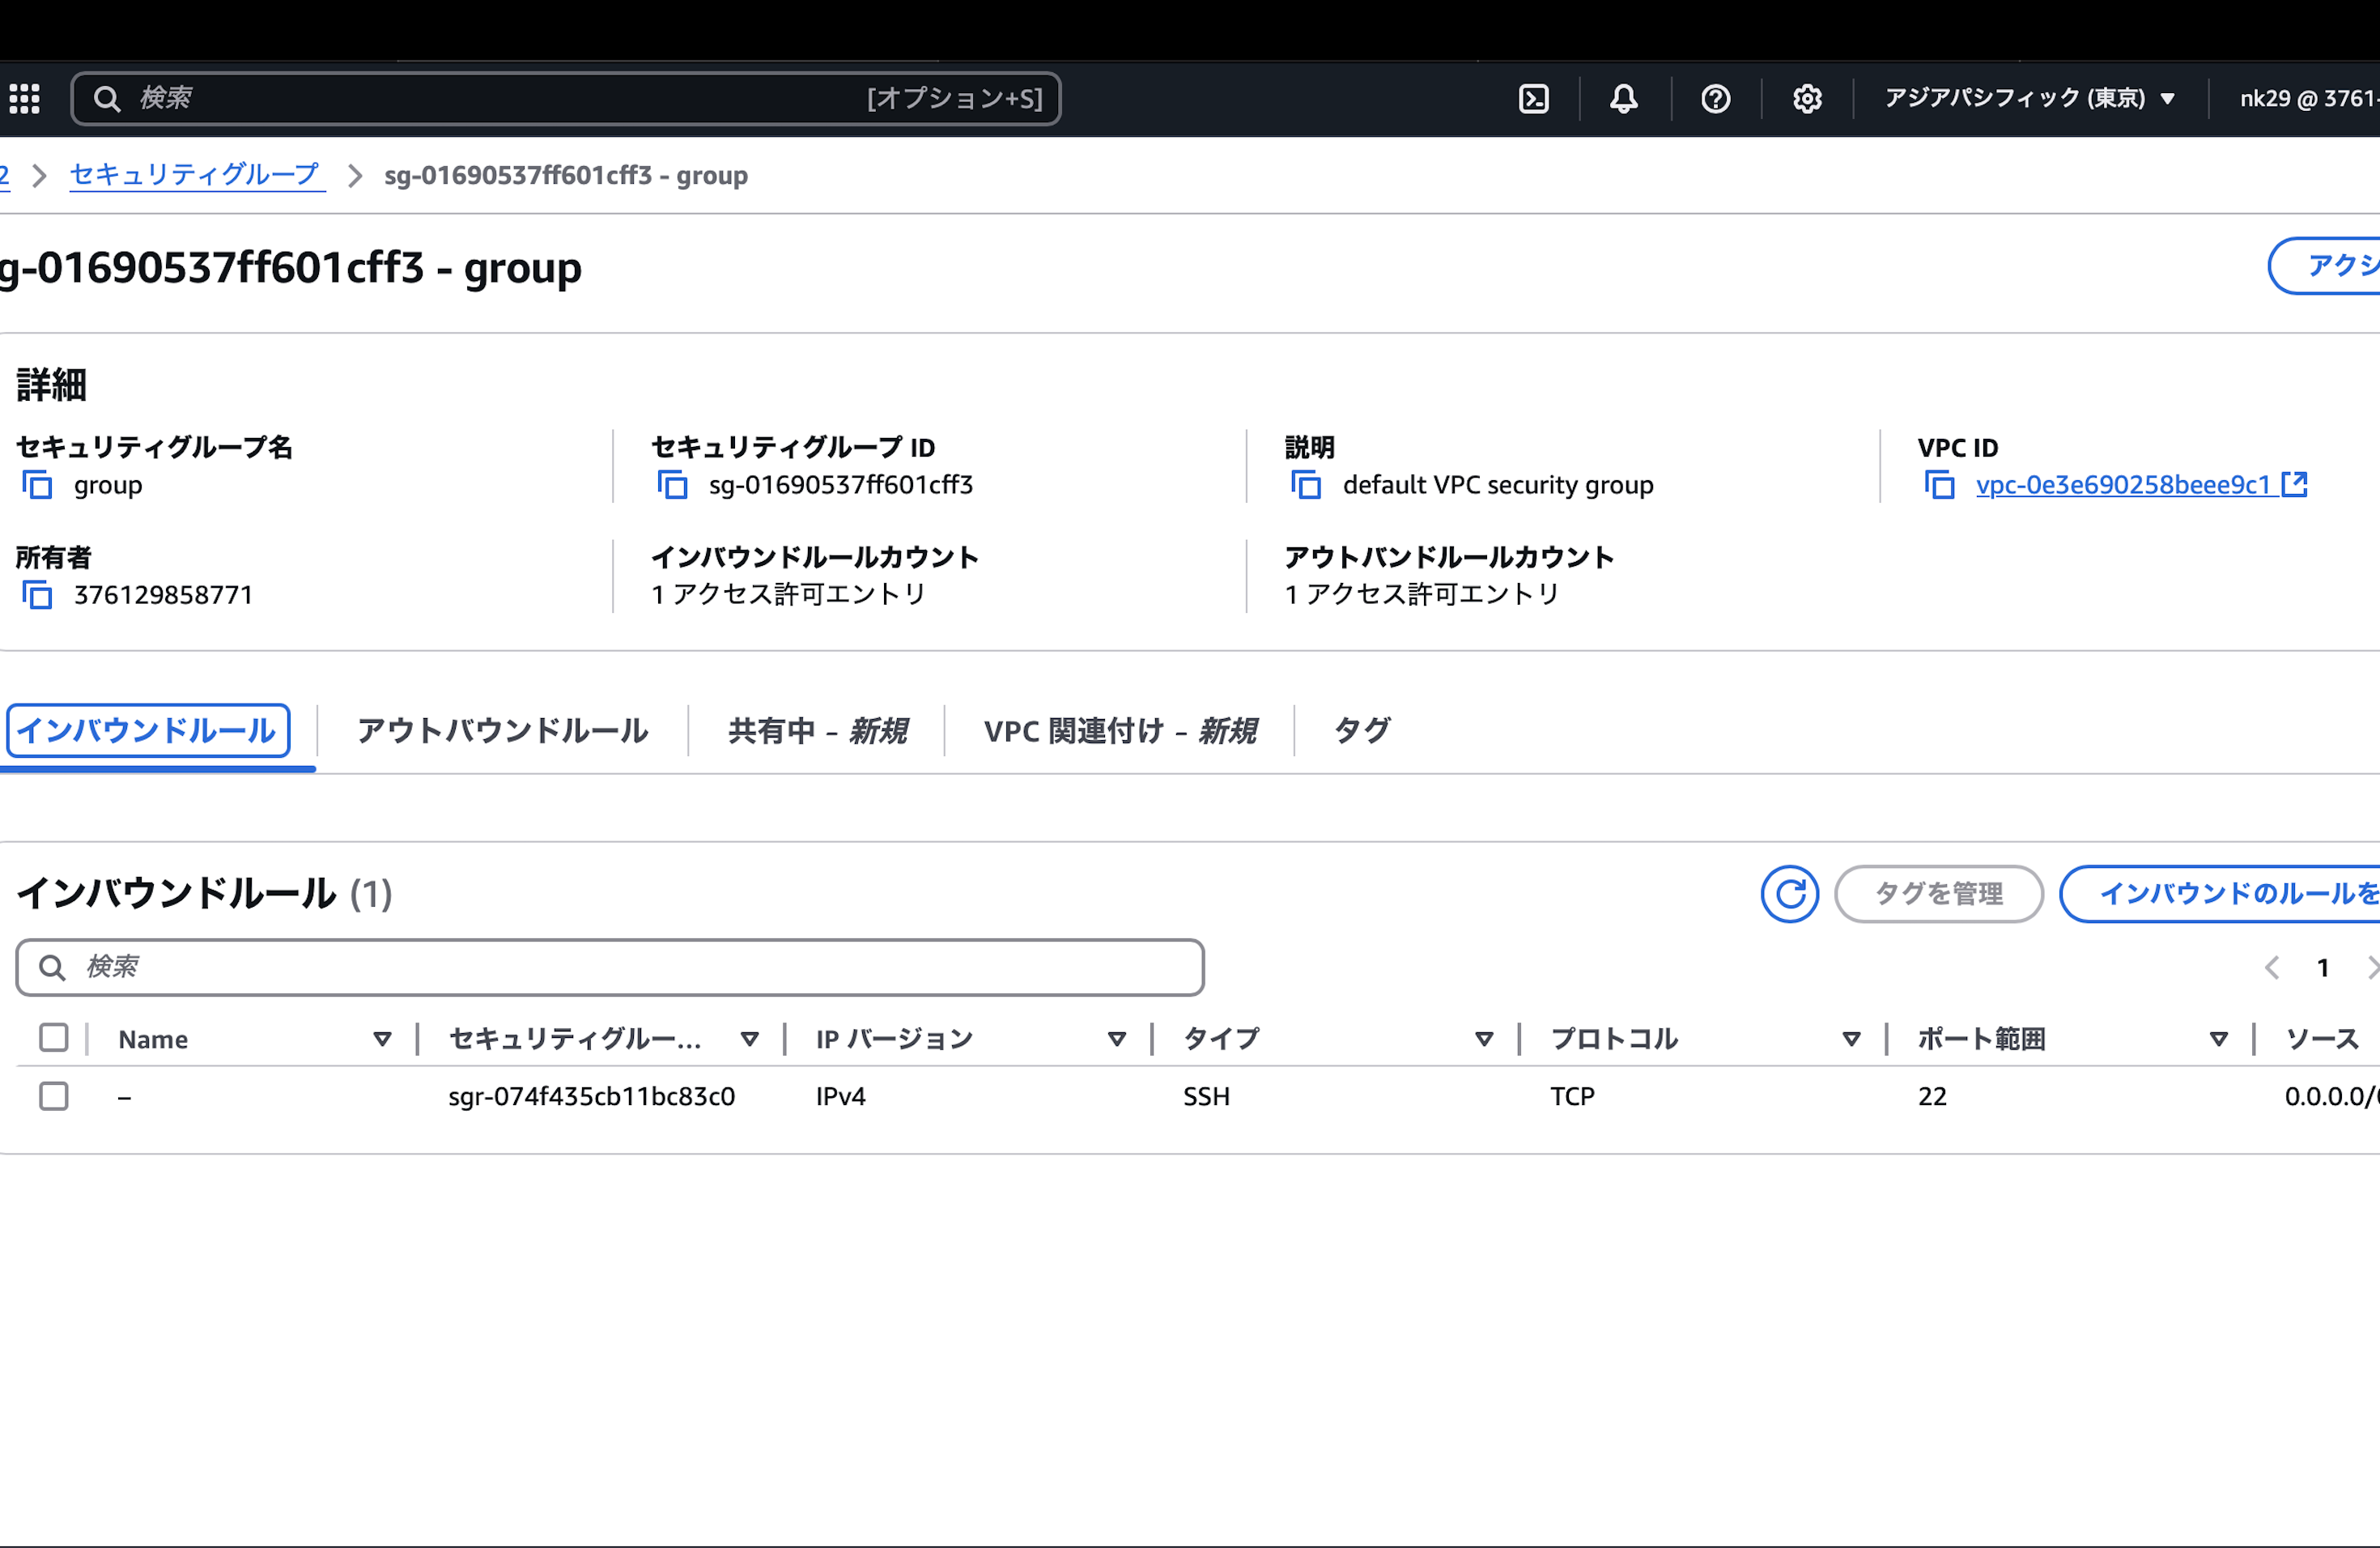 検索 [オプション+S] アジアパシフィック (東京) nk29 @ 3761-
2 セキュリティグループ sg-01690537ff601cff3 - group
g-01690537ff601cff3 - group
アクシ
詳細
セキュリティグループ名
group
セキュリティグループ ID
sg-01690537ff601cff3
説明
default VPC security group
VPC ID
vpc-0e3e690258beee9c1
所有者
376129858771
インバウンドルールカウント
1 アクセス許可エントリ
アウトバンドルールカウント
1 アクセス許可エントリ
インバウンドルール アウトバウンドルール 共有中 - 新規 VPC 関連付け - 新規 タグ
インバウンドルール (1) タグを管理 インバウンドのルールを
検索 1
Name セキュリティグルー... IP バージョン タイプ プロトコル ポート範囲 ソース
– sgr-074f435cb11bc83c0 IPv4 SSH TCP 22 0.0.0.0/